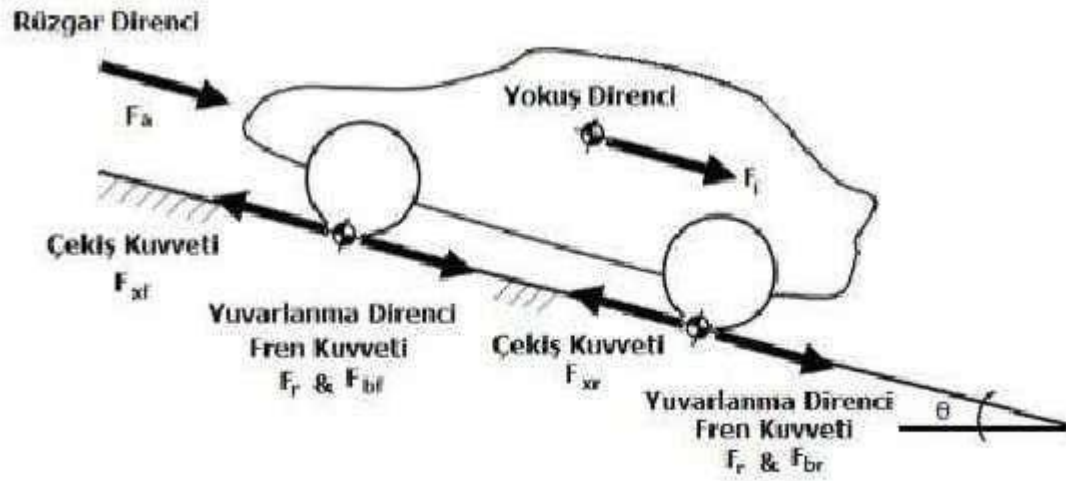 Rüzgar Direnci
Fa
Yokuş Direnci
Fi
Çekiş Kuvveti
Fxf
Yuvarlanma Direnci
Fren Kuvveti
Fr & Fbf
Çekiş Kuvveti
Fxr
Yuvarlanma Direnci
Fren Kuvveti
Fr & Fbr
θ